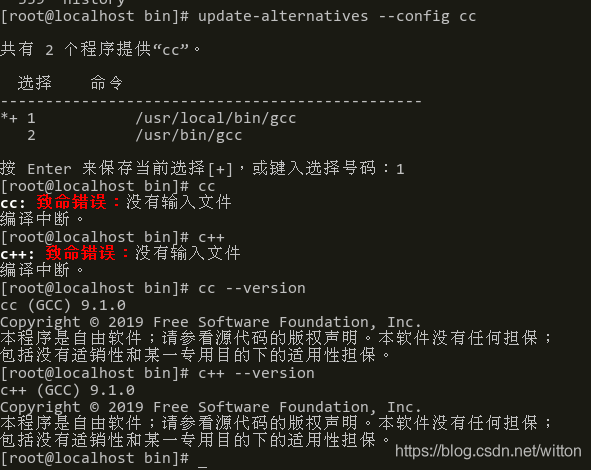 [root@localhost bin]# update-alternatives --config cc
共有 2 个程序提供“cc”。
选择 命令
-----------------------------------------------
*+ 1 /usr/local/bin/gcc
2 /usr/bin/gcc
按 Enter 来保存当前选择[+]，或键入选择号码：1
[root@localhost bin]# cc
cc: 致命错误：没有输入文件
编译中断。
[root@localhost bin]# c++
c++: 致命错误：没有输入文件
编译中断。
[root@localhost bin]# cc --version
cc (GCC) 9.1.0
Copyright © 2019 Free Software Foundation, Inc.
本程序是自由软件；请参看源代码的版权声明。本软件没有任何担保；
包括没有适销性和某一专用目的下的适用性担保。
[root@localhost bin]# c++ --version
c++ (GCC) 9.1.0
Copyright © 2019 Free Software Foundation, Inc.
本程序是自由软件；请参看源代码的版权声明。本软件没有任何担保；
包括没有适销性和某一专用目的下的适用性担保。
[root@localhost bin]# _
https://blog.csdn.net/witton